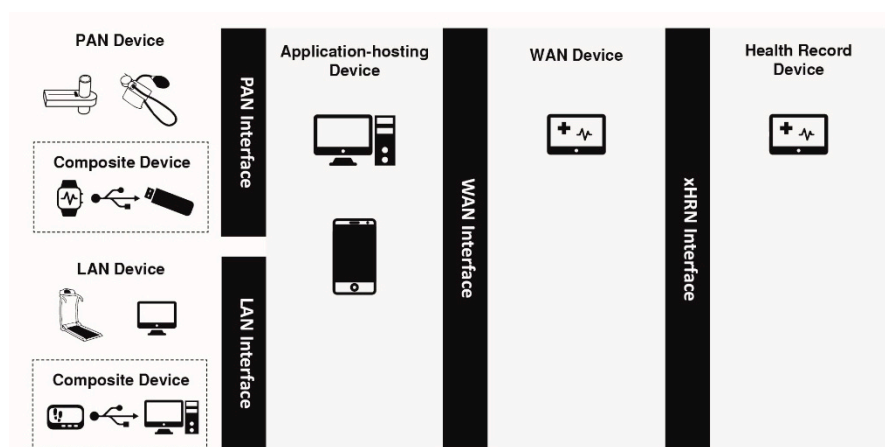 PAN Device
Composite Device
LAN Device
Composite Device
PAN Interface
LAN Interface
Application-hosting
Device
WAN Interface
WAN Device
xHRN Interface
Health Record
Device